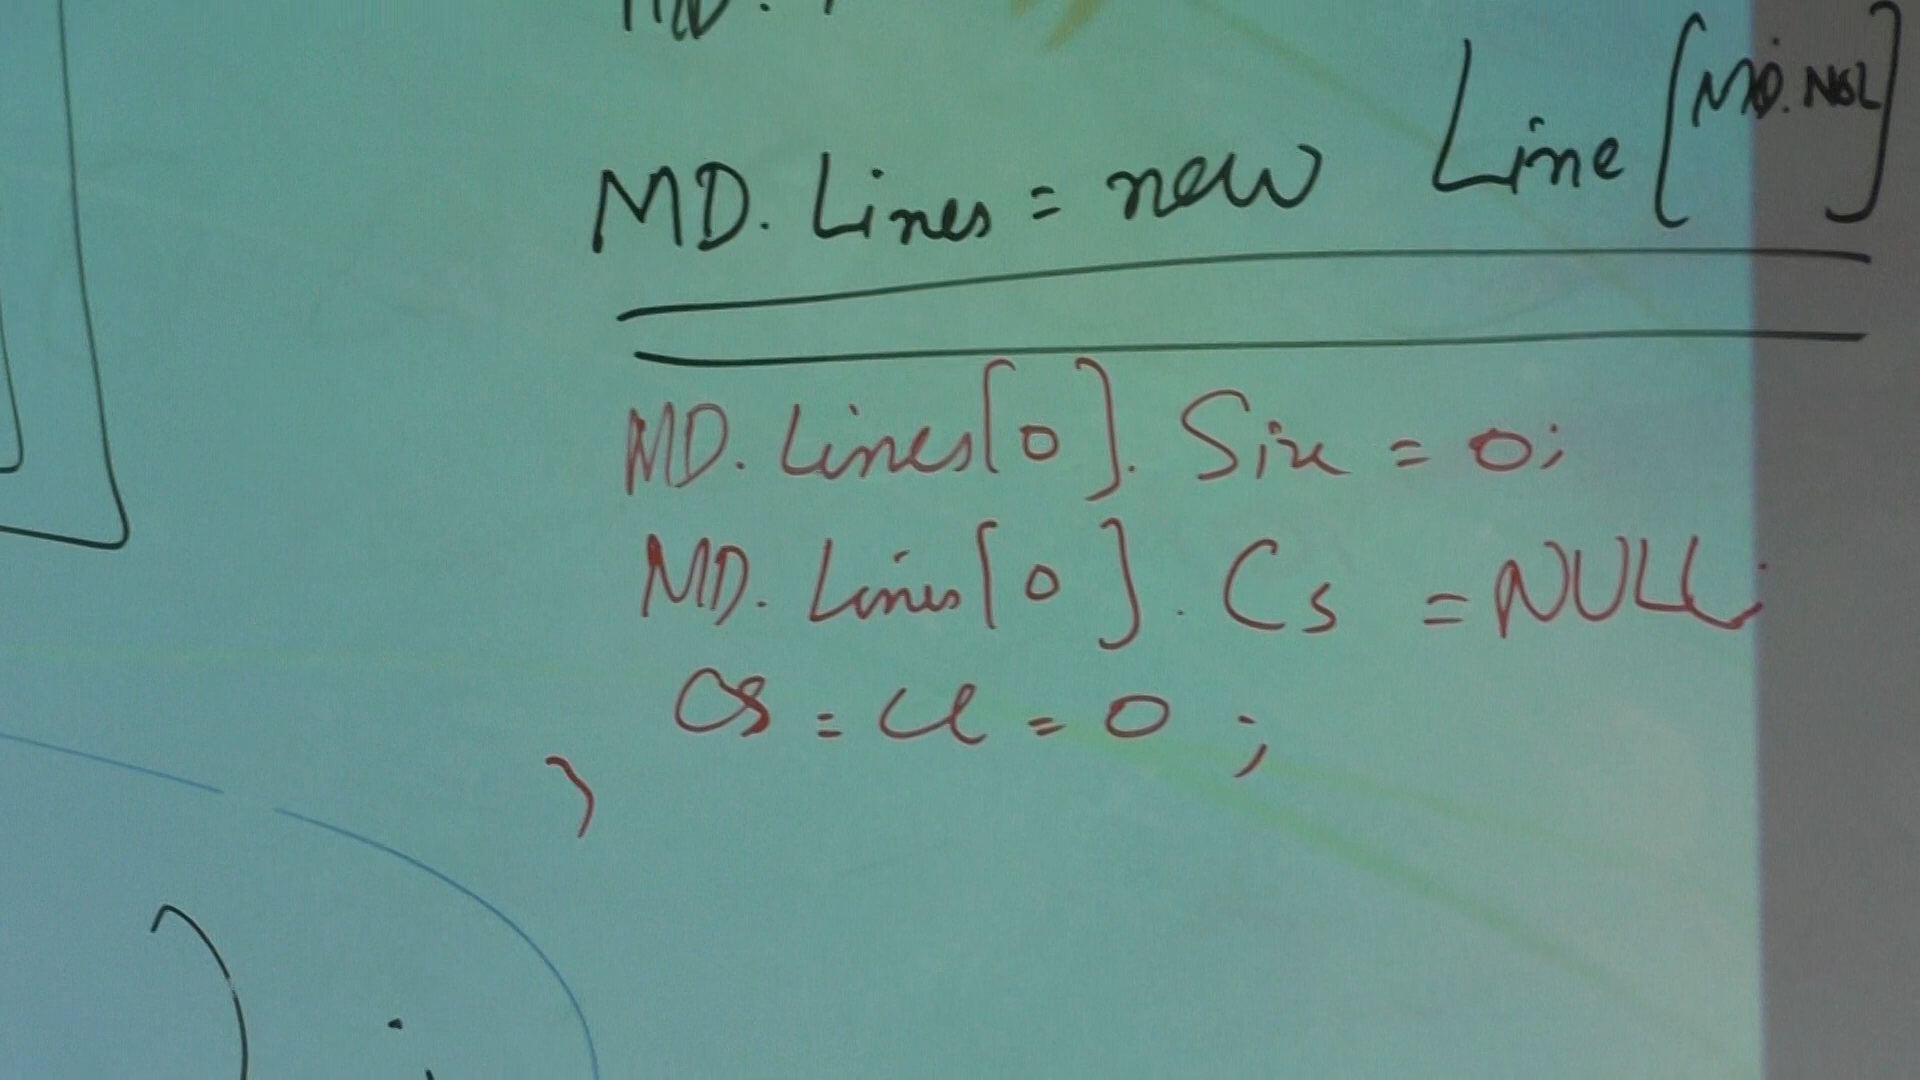 MD.
MD. Lines = new Line [MD. NOL]
MD. Lines[0]. Size = 0;
MD. Lines[0]. Cs = NULL;
CS = Cl = 0 ;
}